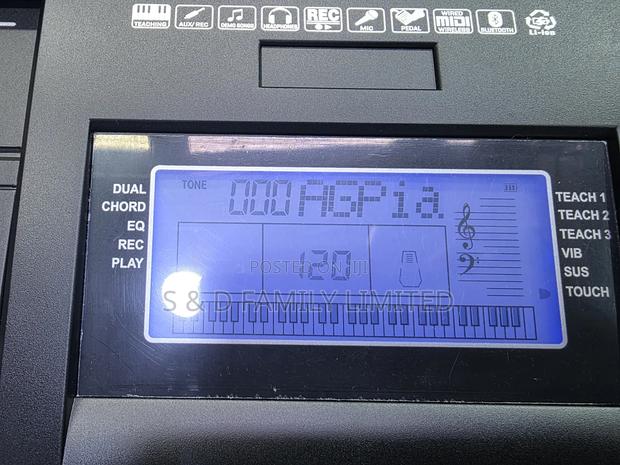 TEACHING AUX/REC DEMO SONGS HEADPHONES REC MIC PEDAL WIRED MIDI WIRELESS BLUETOOTH Li-ion
TONE 000 AGPia.
120
DUAL
CHORD
EQ
REC
PLAY
TEACH 1
TEACH 2
TEACH 3
VIB
SUS
TOUCH
POSTED ON JIJI
S & D FAMILY LIMITED